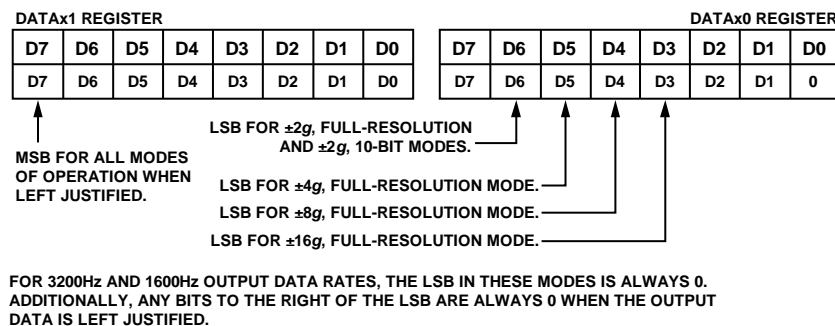 DATAx1 REGISTER
DATAx0 REGISTER
D7 D6 D5 D4 D3 D2 D1 D0
D7 D6 D5 D4 D3 D2 D1 D0
D7 D6 D5 D4 D3 D2 D1 D0
D7 D6 D5 D4 D3 D2 D1 0
MSB FOR ALL MODES
OF OPERATION WHEN
LEFT JUSTIFIED.
LSB FOR ±2g, FULL-RESOLUTION
AND ±2g, 10-BIT MODES.
LSB FOR ±4g, FULL-RESOLUTION MODE.
LSB FOR ±8g, FULL-RESOLUTION MODE.
LSB FOR ±16g, FULL-RESOLUTION MODE.
FOR 3200Hz AND 1600Hz OUTPUT DATA RATES, THE LSB IN THESE MODES IS ALWAYS 0.
ADDITIONALLY, ANY BITS TO THE RIGHT OF THE LSB ARE ALWAYS 0 WHEN THE OUTPUT
DATA IS LEFT JUSTIFIED.